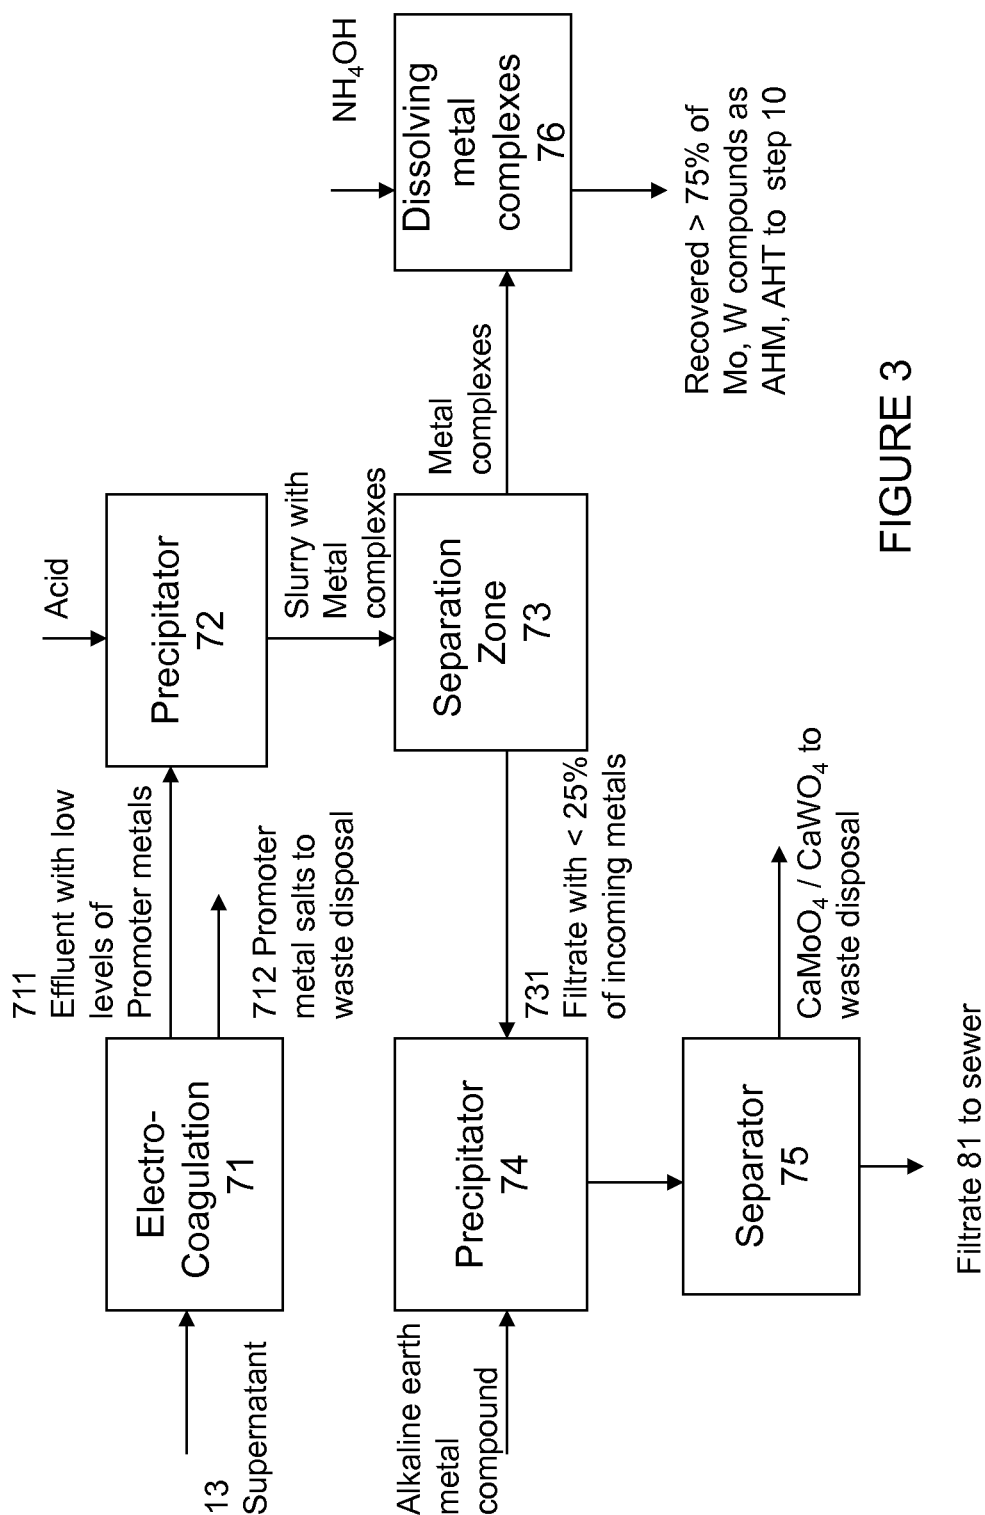 13
Supernatant
Electro-
Coagulation
71
711
Effluent with low
levels of
Promoter metals
712 Promoter
metal salts to
waste disposal
Acid
Precipitator
72
Slurry with
Metal
complexes
Separation
Zone
73
Metal
complexes
NH₄OH
Dissolving
metal
complexes
76
Recovered > 75% of
Mo, W compounds as
AHM, AHT to step 10
731
Filtrate with < 25%
of incoming metals
Alkaline earth
metal
compound
Precipitator
74
Separator
75
CaMoO₄ / CaWO₄ to
waste disposal
Filtrate 81 to sewer
FIGURE 3